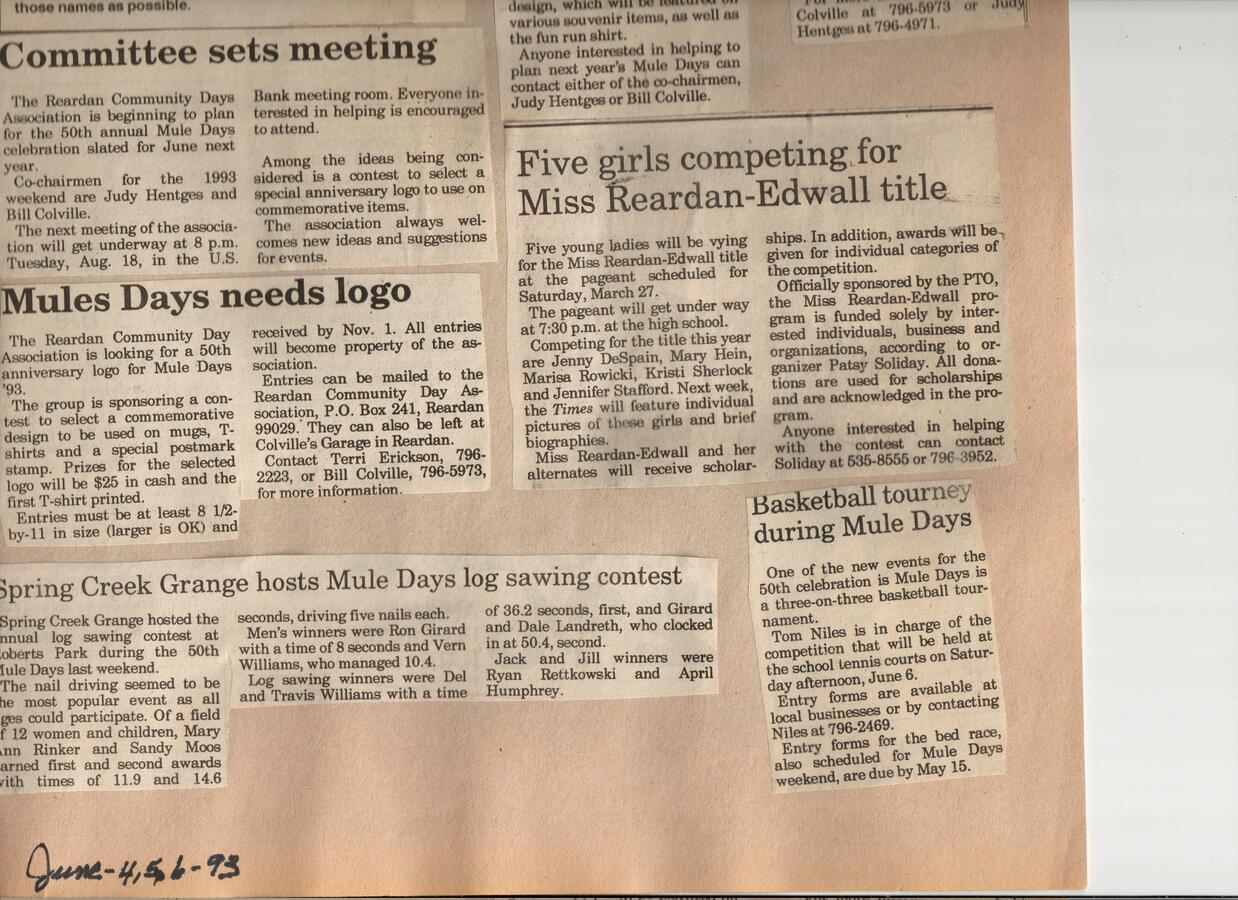 those names as possible.
Committee sets meeting
The Reardan Community Days
Association is beginning to plan
for the 50th annual Mule Days
celebration slated for June next
year.
Co-chairmen for the 1993
weekend are Judy Hentges and
Bill Colville.
The next meeting of the associa-
tion will get underway at 8 p.m.
Tuesday, Aug. 18, in the U.S.
Bank meeting room. Everyone in-
terested in helping is encouraged
to attend.
Among the ideas being con-
sidered is a contest to select a
special anniversary logo to use on
commemorative items.
The association always wel-
comes new ideas and suggestions
for events.
Mules Days needs logo
The Reardan Community Day
Association is looking for a 50th
anniversary logo for Mule Days
'93.
The group is sponsoring a con-
test to select a commemorative
design to be used on mugs, T-
shirts and a special postmark
stamp. Prizes for the selected
logo will be $25 in cash and the
first T-shirt printed.
Entries must be at least 8 1/2-
by-11 in size (larger is OK) and
received by Nov. 1. All entries
will become property of the as-
sociation.
Entries can be mailed to the
Reardan Community Day As-
sociation, P.O. Box 241, Reardan
99029. They can also be left at
Colville's Garage in Reardan.
Contact Terri Erickson, 796-
2223, or Bill Colville, 796-5973,
for more information.
design, which will be featured on
various souvenir items, as well as
the fun run shirt.
Anyone interested in helping to
plan next year's Mule Days can
contact either of the co-chairmen,
Judy Hentges or Bill Colville.
Colville at 796-5973 or Judy
Hentges at 796-4971.
Five girls competing for
Miss Reardan-Edwall title
Five young ladies will be vying
for the Miss Reardan-Edwall title
at the pageant scheduled for
Saturday, March 27.
The pageant will get under way
at 7:30 p.m. at the high school.
Competing for the title this year
are Jenny DeSpain, Mary Hein,
Marisa Rowicki, Kristi Sherlock
and Jennifer Stafford. Next week,
the Times will feature individual
pictures of these girls and brief
biographies.
Miss Reardan-Edwall and her
alternates will receive scholar-
ships. In addition, awards will be
given for individual categories of
the competition.
Officially sponsored by the PTO,
the Miss Reardan-Edwall pro-
gram is funded solely by inter-
ested individuals, business and
organizations, according to or-
ganizer Patsy Soliday. All dona-
tions are used for scholarships
and are acknowledged in the pro-
gram.
Anyone interested in helping
with the contest can contact
Soliday at 535-8555 or 796-3952.
Basketball tourney
during Mule Days
One of the new events for the
50th celebration is Mule Days is
a three-on-three basketball tour-
nament.
Tom Niles is in charge of the
competition that will be held at
the school tennis courts on Satur-
day afternoon, June 6.
Entry forms are available at
local businesses or by contacting
Niles at 796-2469.
Entry forms for the bed race,
also scheduled for Mule Days
weekend, are due by May 15.
Spring Creek Grange hosts Mule Days log sawing contest
Spring Creek Grange hosted the
nnual log sawing contest at
oberts Park during the 50th
Mule Days last weekend.
The nail driving seemed to be
he most popular event as all
ges could participate. Of a field
f 12 women and children, Mary
nn Rinker and Sandy Moos
arned first and second awards
with times of 11.9 and 14.6
seconds, driving five nails each.
Men's winners were Ron Girard
with a time of 8 seconds and Vern
Williams, who managed 10.4.
Log sawing winners were Del
and Travis Williams with a time
of 36.2 seconds, first, and Girard
and Dale Landreth, who clocked
in at 50.4, second.
Jack and Jill winners were
Ryan Rettkowski and April
Humphrey.
June-4,5,6-93